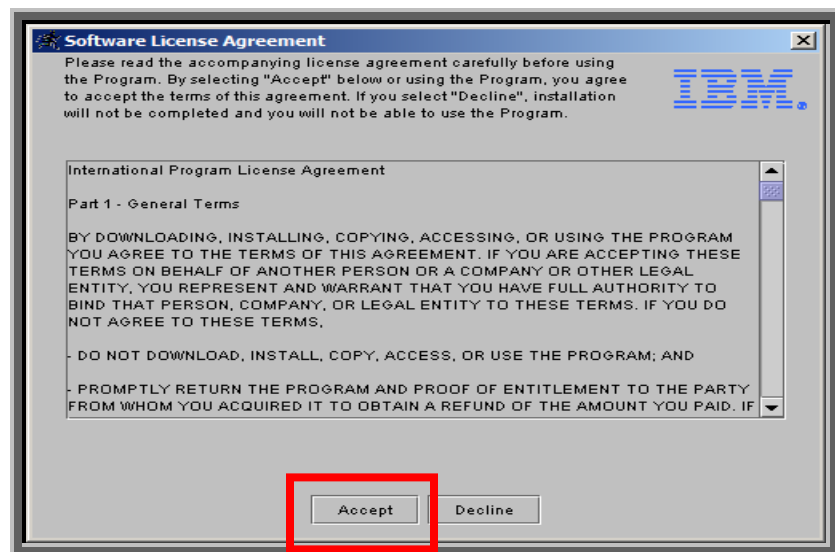 Software License Agreement
Please read the accompanying license agreement carefully before using
the Program. By selecting "Accept" below or using the Program, you agree
to accept the terms of this agreement. If you select "Decline", installation
will not be completed and you will not be able to use the Program.
IBM
International Program License Agreement
Part 1 - General Terms
BY DOWNLOADING, INSTALLING, COPYING, ACCESSING, OR USING THE PROGRAM
YOU AGREE TO THE TERMS OF THIS AGREEMENT. IF YOU ARE ACCEPTING THESE
TERMS ON BEHALF OF ANOTHER PERSON OR A COMPANY OR OTHER LEGAL
ENTITY, YOU REPRESENT AND WARRANT THAT YOU HAVE FULL AUTHORITY TO
BIND THAT PERSON, COMPANY, OR LEGAL ENTITY TO THESE TERMS. IF YOU DO
NOT AGREE TO THESE TERMS,
- DO NOT DOWNLOAD, INSTALL, COPY, ACCESS, OR USE THE PROGRAM; AND
- PROMPTLY RETURN THE PROGRAM AND PROOF OF ENTITLEMENT TO THE PARTY
FROM WHOM YOU ACQUIRED IT TO OBTAIN A REFUND OF THE AMOUNT YOU PAID. IF
Accept Decline